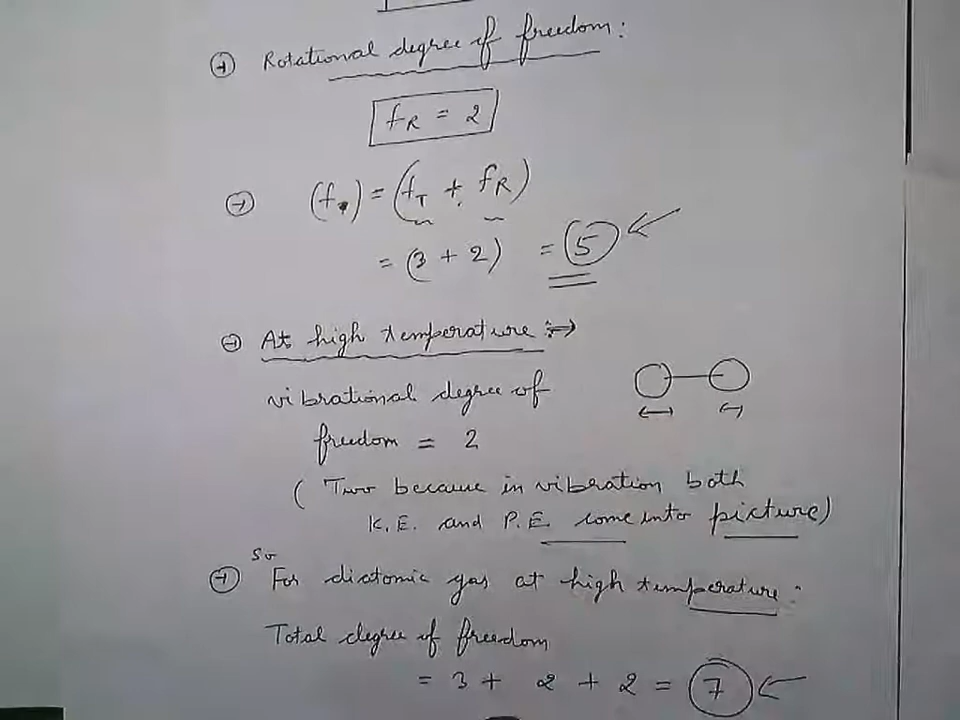 Rotational degree of freedom:
fR = 2
(f.) = (fT + fR)
= (3 + 2) = 5
At high temperature :→
vibrational degree of
freedom = 2
( Two because in vibration both
K.E. and P.E. come into picture)
So
For diatomic gas at high temperature:
Total degree of freedom
= 3 + 2 + 2 = 7